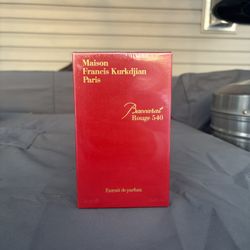 Maison
Francis Kurkdjian
Paris
Baccarat
Rouge 540
Extrait de parfum